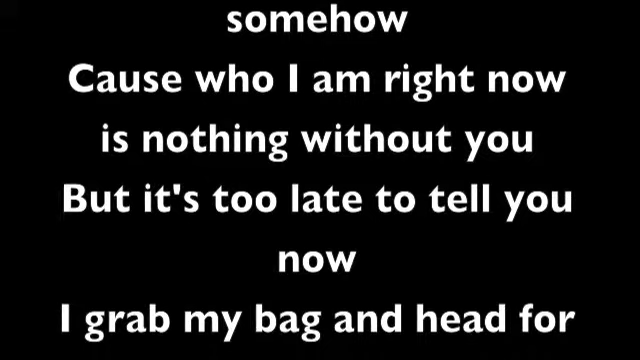 somehow
Cause who I am right now
is nothing without you
But it's too late to tell you
now
I grab my bag and head for